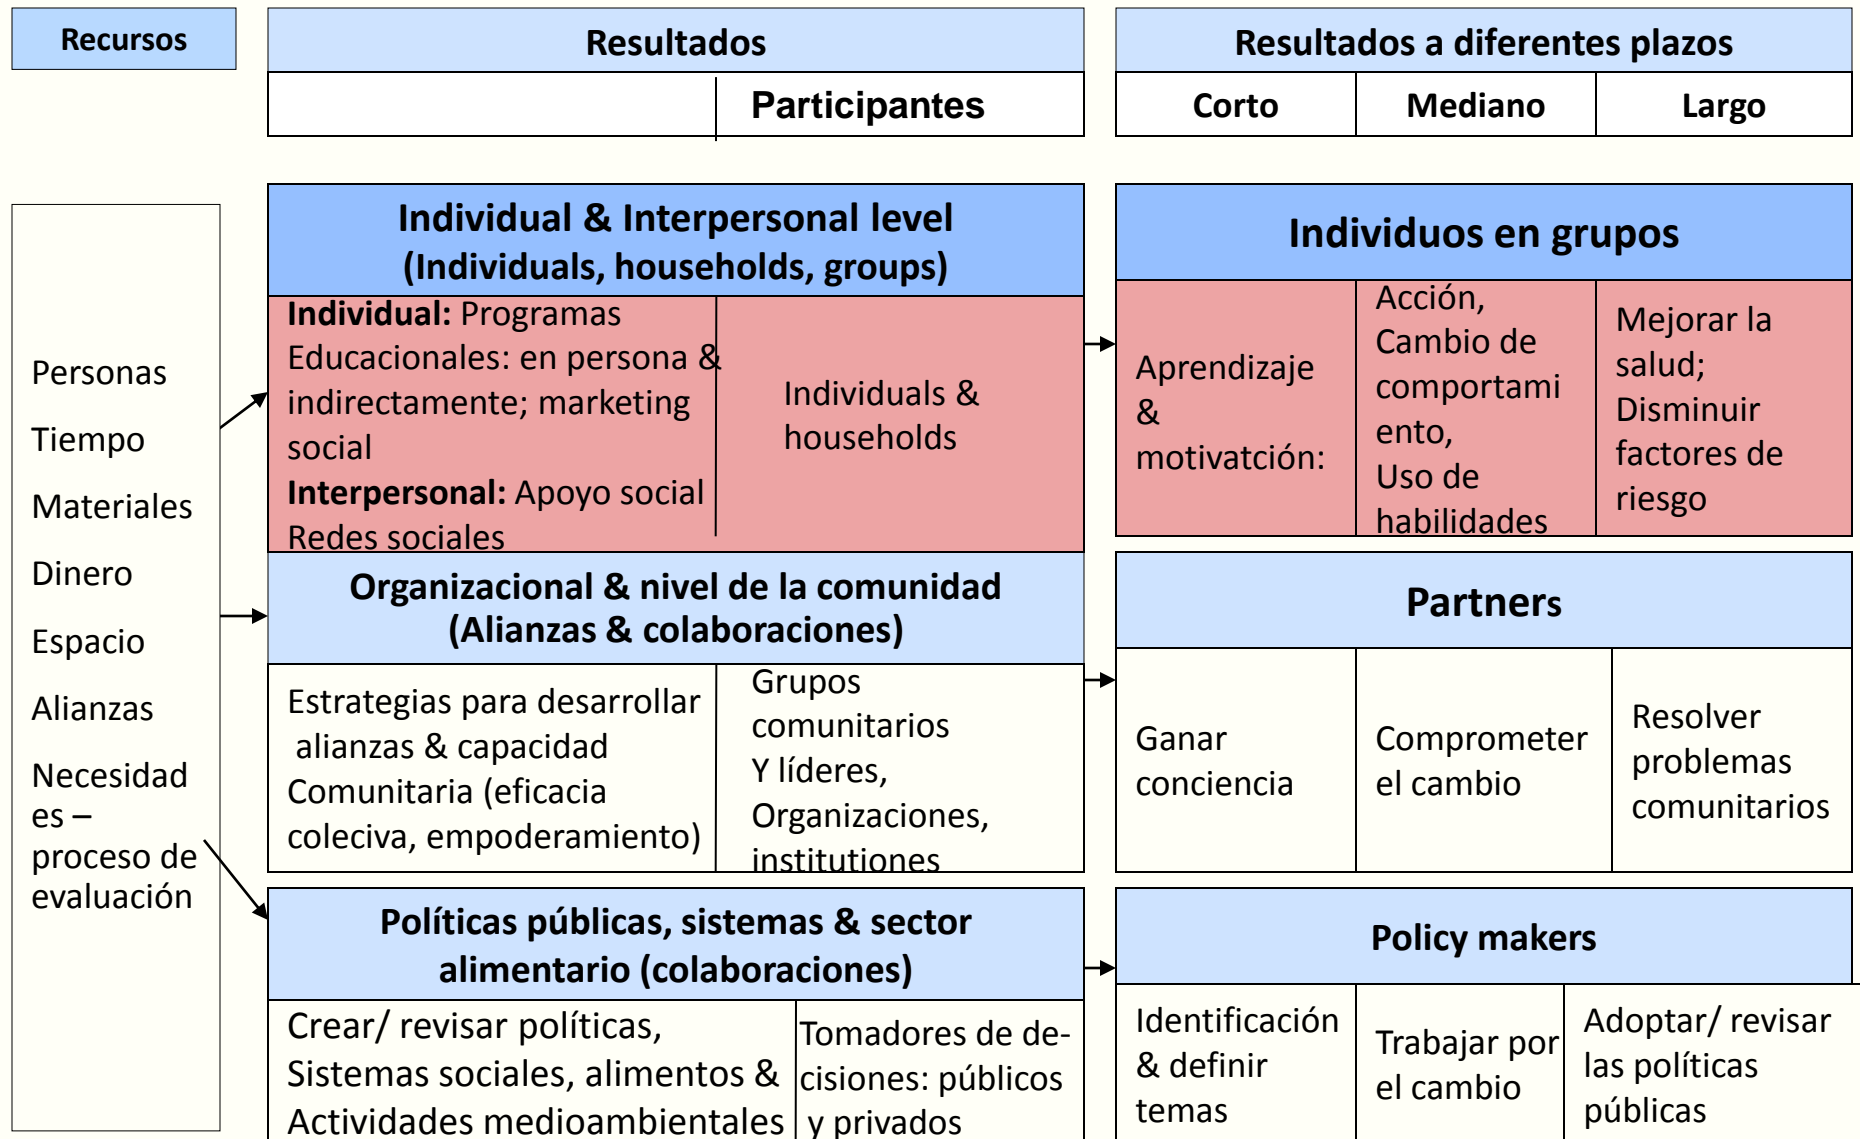 Recursos
Resultados
Participantes
Resultados a diferentes plazos
Corto
Mediano
Largo
Personas
Tiempo
Materiales
Dinero
Espacio
Alianzas
Necesidad
es –
proceso de
evaluación
Individual & Interpersonal level
(Individuals, households, groups)
Individual: Programas
Educacionales: en persona &
indirectamente; marketing
social
Interpersonal: Apoyo social
Redes sociales
Individuals &
households
Individuos en grupos
Aprendizaje
&
motivatción:
Acción,
Cambio de
comportami
ento,
Uso de
habilidades
Mejorar la
salud;
Disminuir
factores de
riesgo
Organizacional & nivel de la comunidad
(Alianzas & colaboraciones)
Estrategias para desarrollar
alianzas & capacidad
Comunitaria (eficacia
coleciva, empoderamiento)
Grupos
comunitarios
Y líderes,
Organizaciones,
institutiones
Partners
Ganar
conciencia
Comprometer
el cambio
Resolver
problemas
comunitarios
Políticas públicas, sistemas & sector
alimentario (colaboraciones)
Crear/ revisar políticas,
Sistemas sociales, alimentos &
Actividades medioambientales
Tomadores de de-
cisiones: públicos
y privados
Policy makers
Identificación
& definir
temas
Trabajar por
el cambio
Adoptar/ revisar
las políticas
públicas